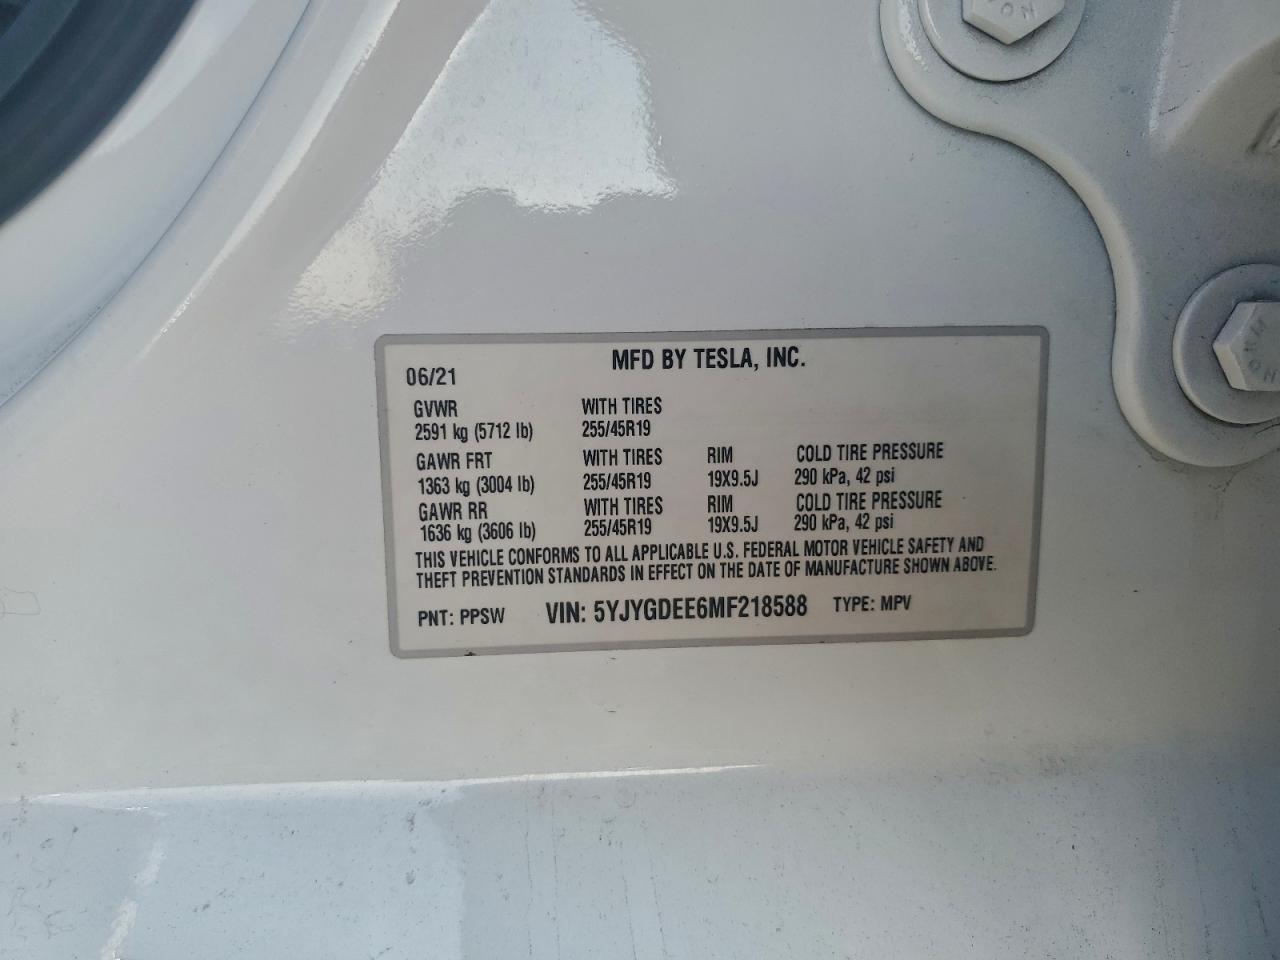 MFD BY TESLA, INC.
06/21
GVWR WITH TIRES
2591 kg (5712 lb) 255/45R19
GAWR FRT WITH TIRES RIM COLD TIRE PRESSURE
1363 kg (3004 lb) 255/45R19 19X9.5J 290 kPa, 42 psi
GAWR RR WITH TIRES RIM COLD TIRE PRESSURE
1636 kg (3606 lb) 255/45R19 19X9.5J 290 kPa, 42 psi
THIS VEHICLE CONFORMS TO ALL APPLICABLE U.S. FEDERAL MOTOR VEHICLE SAFETY AND
THEFT PREVENTION STANDARDS IN EFFECT ON THE DATE OF MANUFACTURE SHOWN ABOVE.
PNT: PPSW VIN: 5YJYGDEE6MF218588 TYPE: MPV